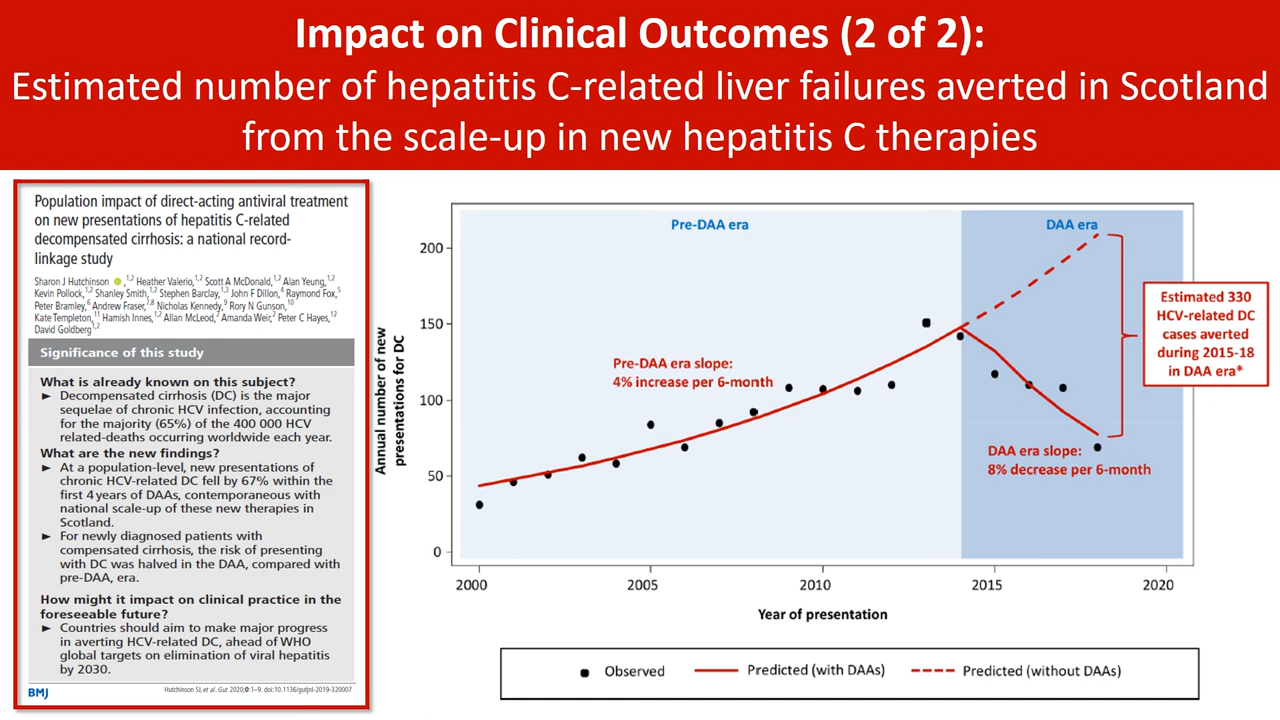 Impact on Clinical Outcomes (2 of 2):
Estimated number of hepatitis C-related liver failures averted in Scotland
from the scale-up in new hepatitis C therapies
Population impact of direct-acting antiviral treatment
on new presentations of hepatitis C-related
decompensated cirrhosis: a national record-
linkage study
Sharon J Hutchinson ,1,2 Heather Valerio,1,2 Scott A McDonald,1,2 Alan Yeung,1,2
Kevin Pollock,1,2 Shanley Smith,1,2 Stephen Barclay,1,3 John F Dillon,4 Raymond Fox,5
Peter Bramley,6 Andrew Fraser,7,8 Nicholas Kennedy,9 Rory N Gunson,10
Kate Templeton,11 Hamish Innes,1,2 Allan McLeod,2 Amanda Weir,2 Peter C Hayes,12
David Goldberg1,2
Significance of this study
What is already known on this subject?
► Decompensated cirrhosis (DC) is the major
sequelae of chronic HCV infection, accounting
for the majority (65%) of the 400 000 HCV
related-deaths occurring worldwide each year.
What are the new findings?
► At a population-level, new presentations of
chronic HCV-related DC fell by 67% within the
first 4 years of DAAs, contemporaneous with
national scale-up of these new therapies in
Scotland.
► For newly diagnosed patients with
compensated cirrhosis, the risk of presenting
with DC was halved in the DAA, compared with
pre-DAA, era.
How might it impact on clinical practice in the
foreseeable future?
► Countries should aim to make major progress
in averting HCV-related DC, ahead of WHO
global targets on elimination of viral hepatitis
by 2030.
BMJ
Hutchinson SJ, et al. Gut 2020;0:1–9. doi:10.1136/gutjnl-2019-320007
Annual number of new
presentations for DC
200
150
100
50
0
Pre-DAA era
DAA era
Pre-DAA era slope:
4% increase per 6-month
DAA era slope:
8% decrease per 6-month
Estimated 330
HCV-related DC
cases averted
during 2015-18
in DAA era*
2000
2005
2010
2015
2020
Year of presentation
Observed
Predicted (with DAAs)
Predicted (without DAAs)